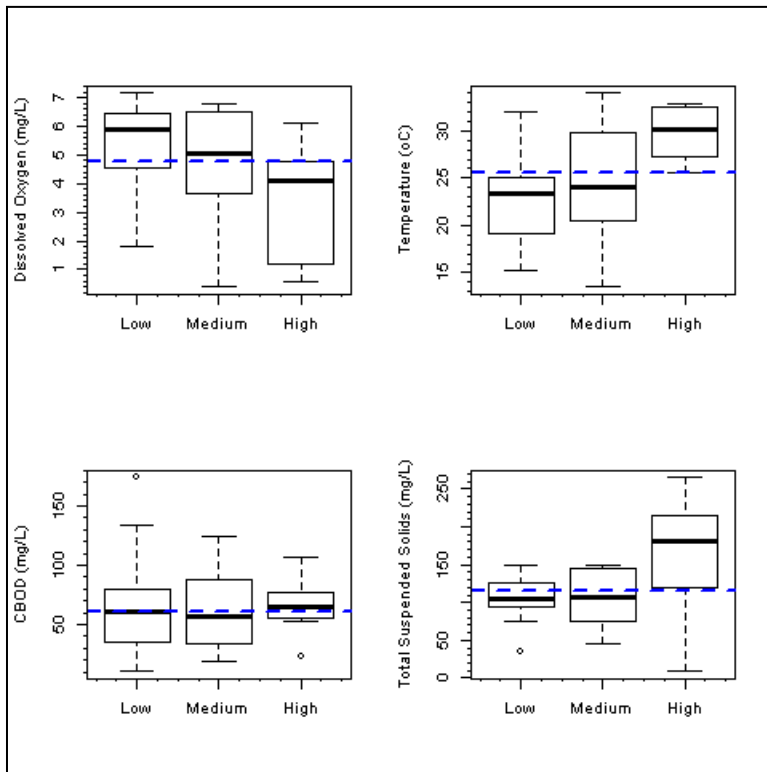 Dissolved Oxygen (mg/L)
7
6
5
4
3
2
1
Low Medium High
Temperature (oC)
30
25
20
15
Low Medium High
CBOD (mg/L)
150
100
50
Low Medium High
Total Suspended Solids (mg/L)
250
150
50
0
Low Medium High